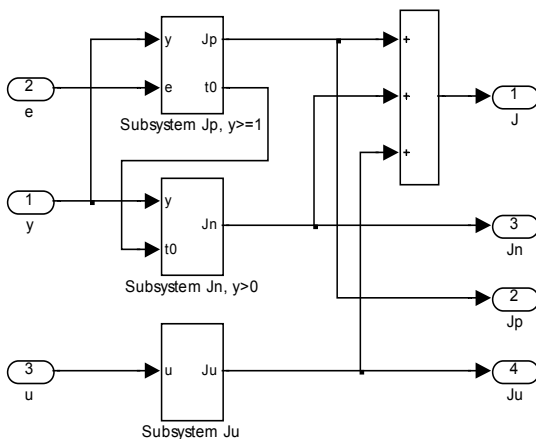 2
e
1
y
3
u
y
e
Jp
t0
Subsystem Jp, y>=1
y
t0
Jn
Subsystem Jn, y>0
u
Ju
Subsystem Ju
+
+
+
1
J
3
Jn
2
Jp
4
Ju